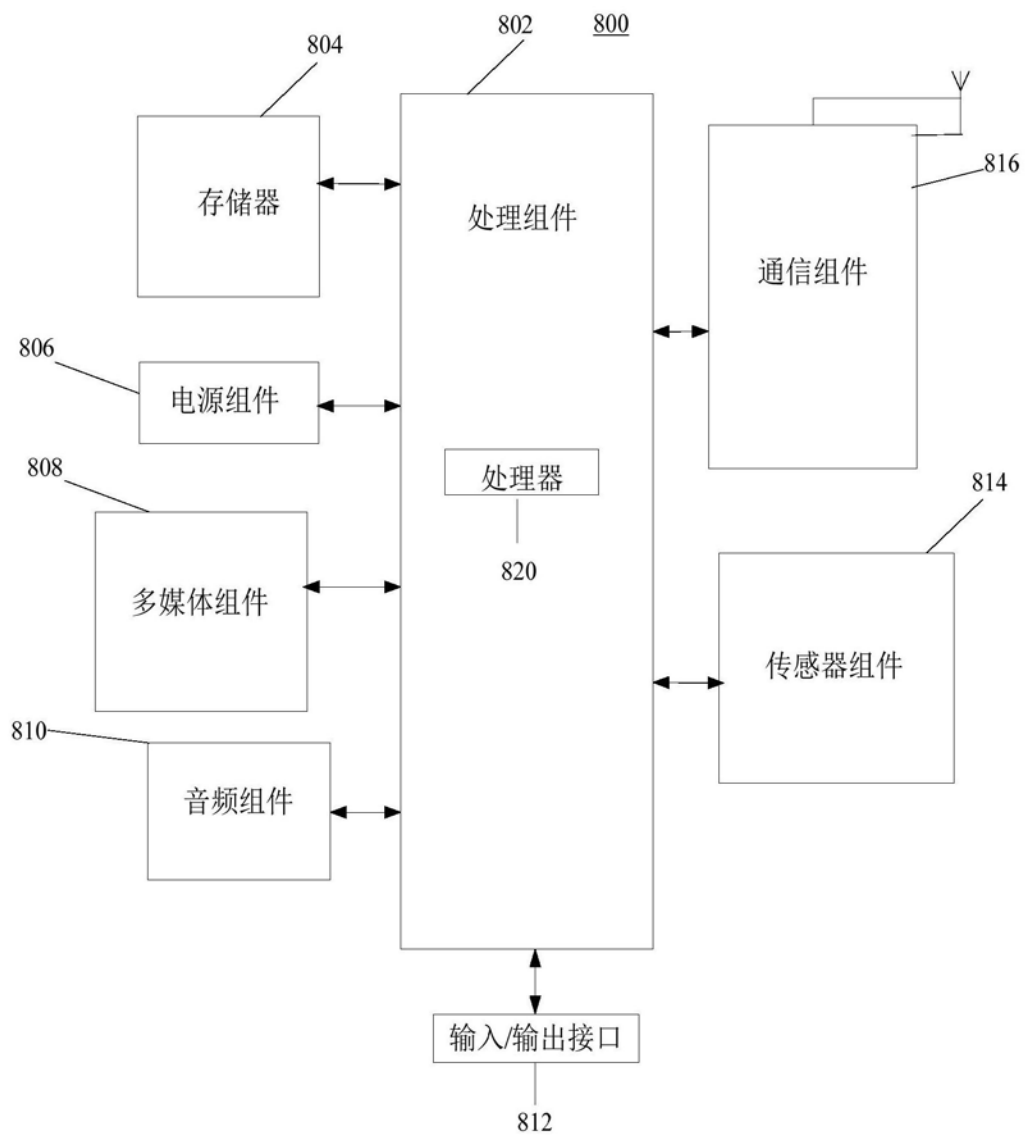 800
802
804
存储器
处理组件
816
通信组件
806
电源组件
808
处理器
820
814
多媒体组件
传感器组件
810
音频组件
输入/输出接口
812